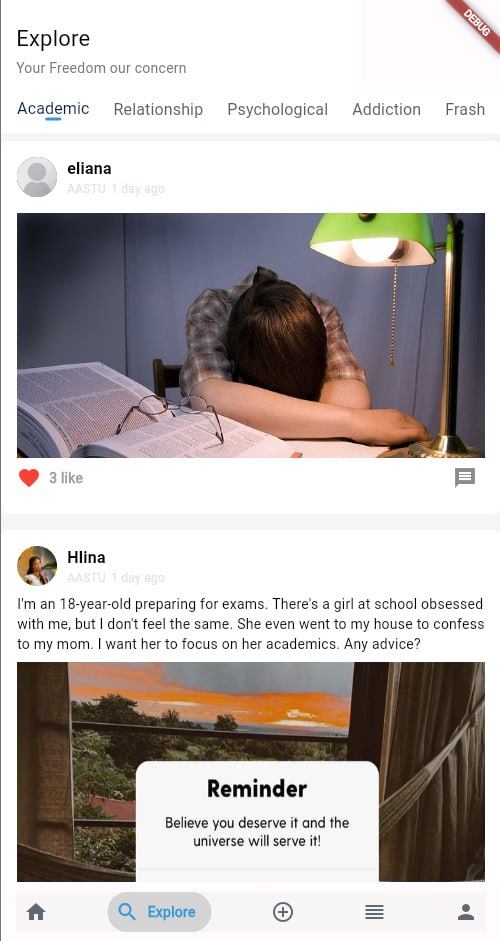 DEBUG
Explore
Your Freedom our concern
Academic Relationship Psychological Addiction Frash
eliana
AASTU 1 day ago
3 like
Hlina
AASTU 1 day ago
I'm an 18-year-old preparing for exams. There's a girl at school obsessed
with me, but I don't feel the same. She even went to my house to confess
to my mom. I want her to focus on her academics. Any advice?
Reminder
Believe you deserve it and the
universe will serve it!
Explore